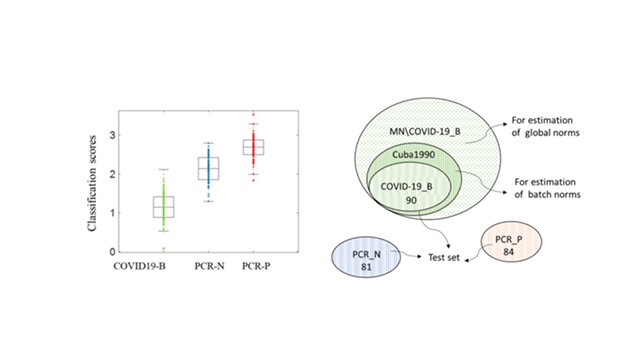 Classification scores
3
2
1
0
COVID19-B
PCR-N
PCR-P
MN\COVID-19_B
Cuba1990
COVID-19_B
90
For estimation
of global norms
For estimation
of batch norms
PCR_N
81
Test set
PCR_P
84